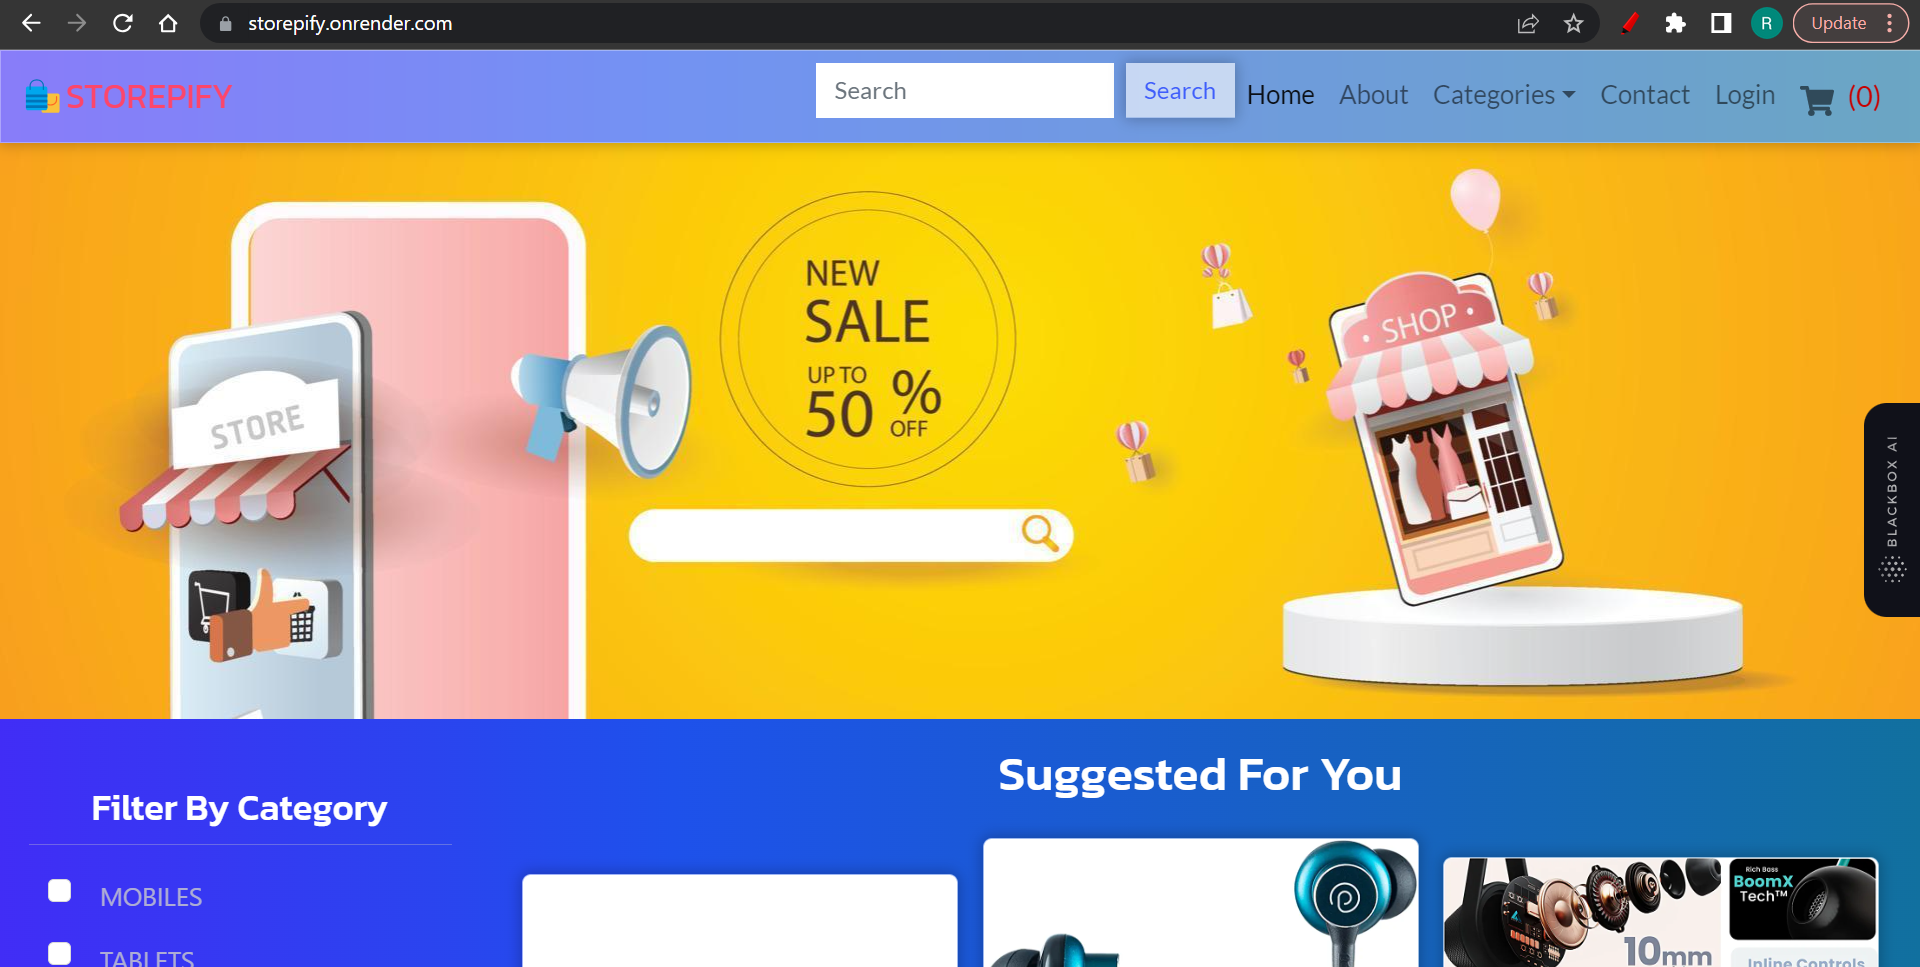 storepify.onrender.com
R
Update
STOREPIFY
Search
Search
Home
About
Categories
Contact
Login
(0)
NEW
SALE
UP TO
50 %
OFF
STORE
SHOP
BLACKBOX AI
Suggested For You
Filter By Category
MOBILES
TABLETS
Rich Bass
BoomX
Tech™
10mm
Inline Controls